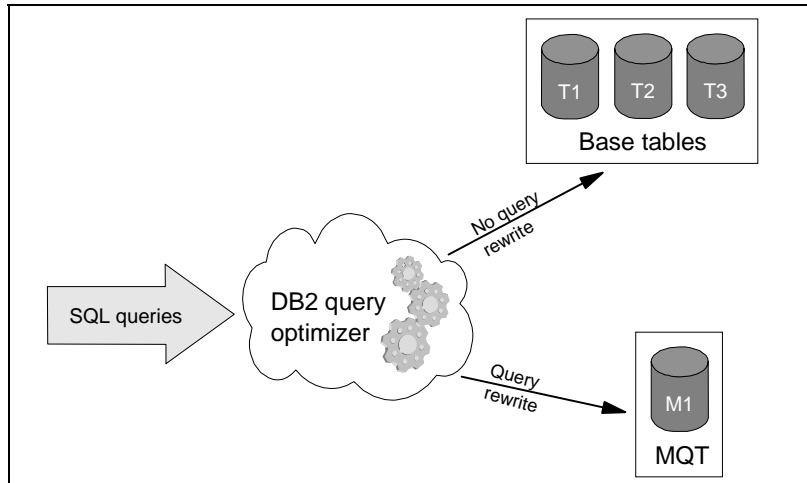 T1 T2 T3
Base tables
No query
rewrite
SQL queries
DB2 query
optimizer
Query
rewrite
M1
MQT